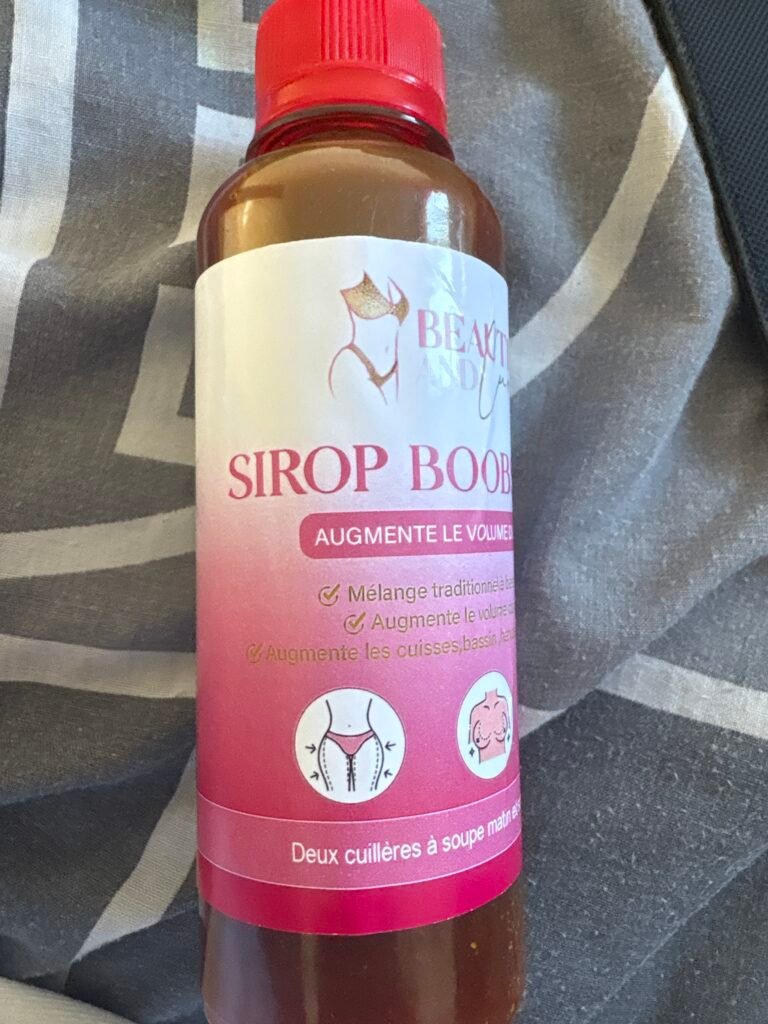 BEAUT
AND
SIROP BOOB
AUGMENTE LE VOLUME
Mélange traditionnel à
Augmente le volume
Augmente les cuisses,bassin
Deux cuillères à soupe matin